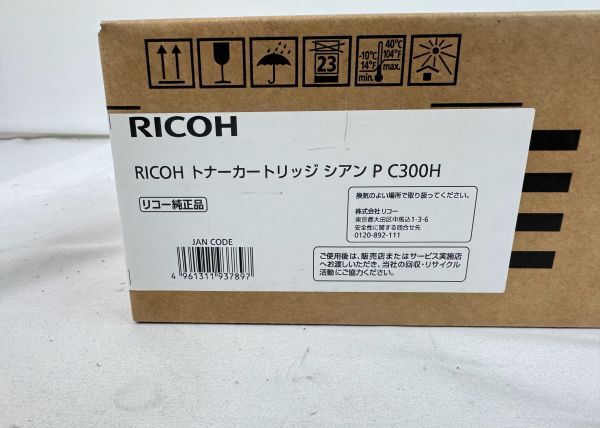 23
-10℃
14°F
min.
40℃
104°F
max.
RICOH
RICOH トナーカートリッジ シアン P C300H
リコー純正品
換気のよい場所で取り扱ってください。
株式会社リコー
東京都大田区中馬込1-3-6
安全性に関する問合せ先
0120-892-111
JAN CODE
4 961311 937897
ご使用後は、販売店またはサービス実施店
へお渡しいただき、当社の回収・リサイクル
活動にご協力ください。